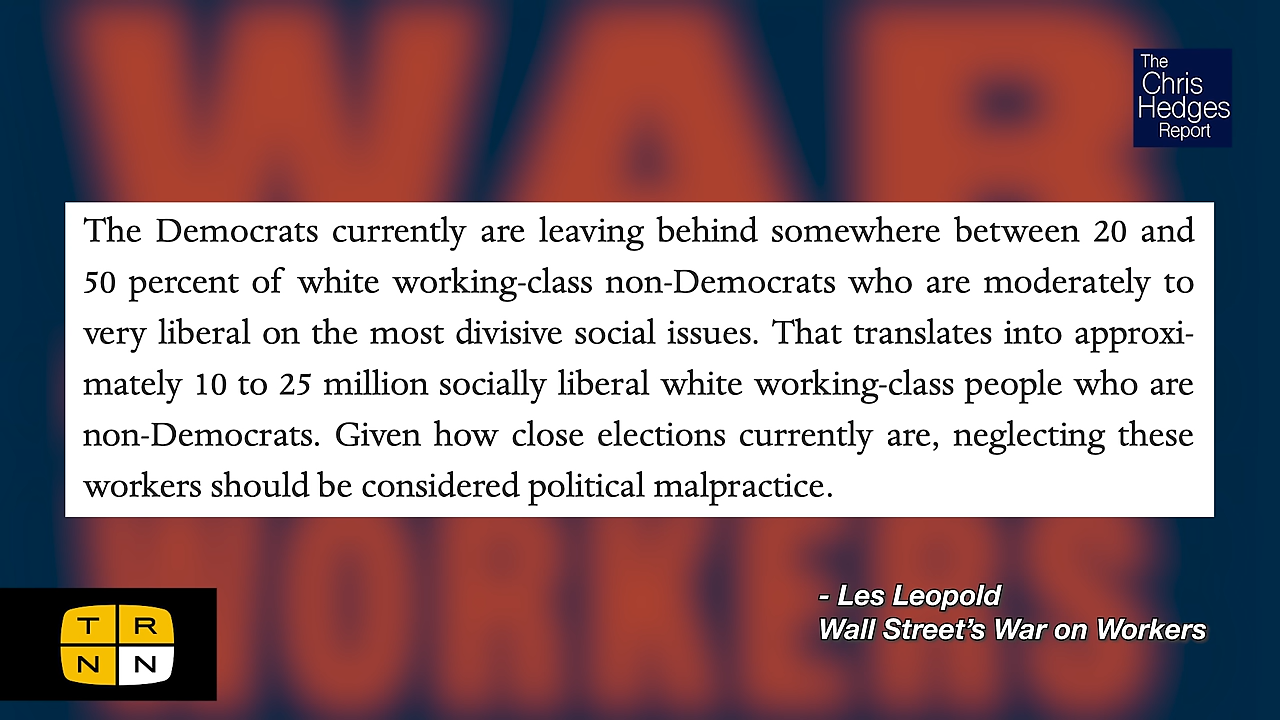 WAR
The
Chris
Hedges
Report
The Democrats currently are leaving behind somewhere between 20 and
50 percent of white working-class non-Democrats who are moderately to
very liberal on the most divisive social issues. That translates into approxi-
mately 10 to 25 million socially liberal white working-class people who are
non-Democrats. Given how close elections currently are, neglecting these
workers should be considered political malpractice.
WORKERS
- Les Leopold
Wall Street's War on Workers
T R
N N